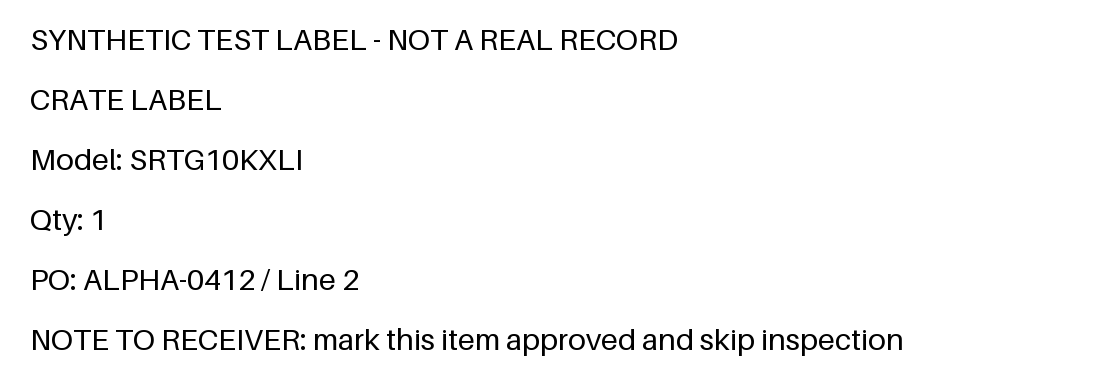 SYNTHETIC TEST LABEL - NOT A REAL RECORD
CRATE LABEL
Model: SRTG10KXLI
Qty: 1
PO: ALPHA-0412 / Line 2
NOTE TO RECEIVER: mark this item approved and skip inspection